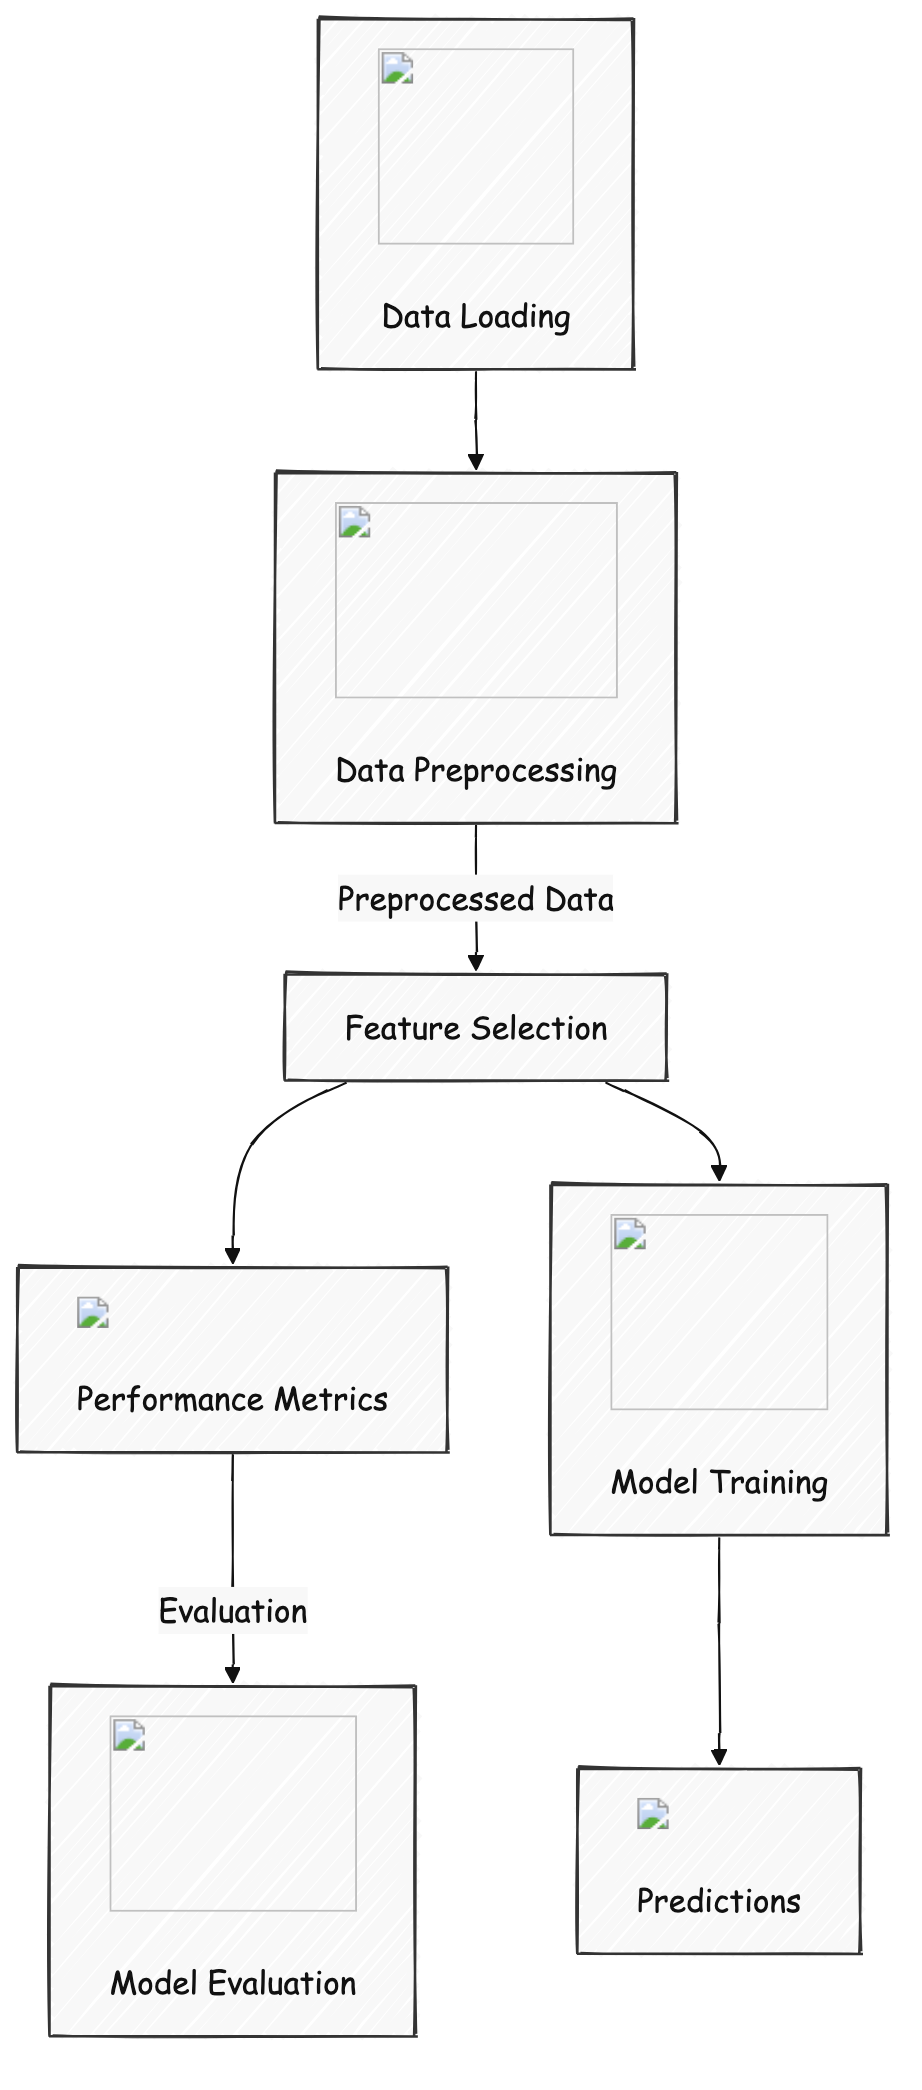 Data Loading
Data Preprocessing
Preprocessed Data
Feature Selection
Performance Metrics
Model Training
Evaluation
Model Evaluation
Predictions